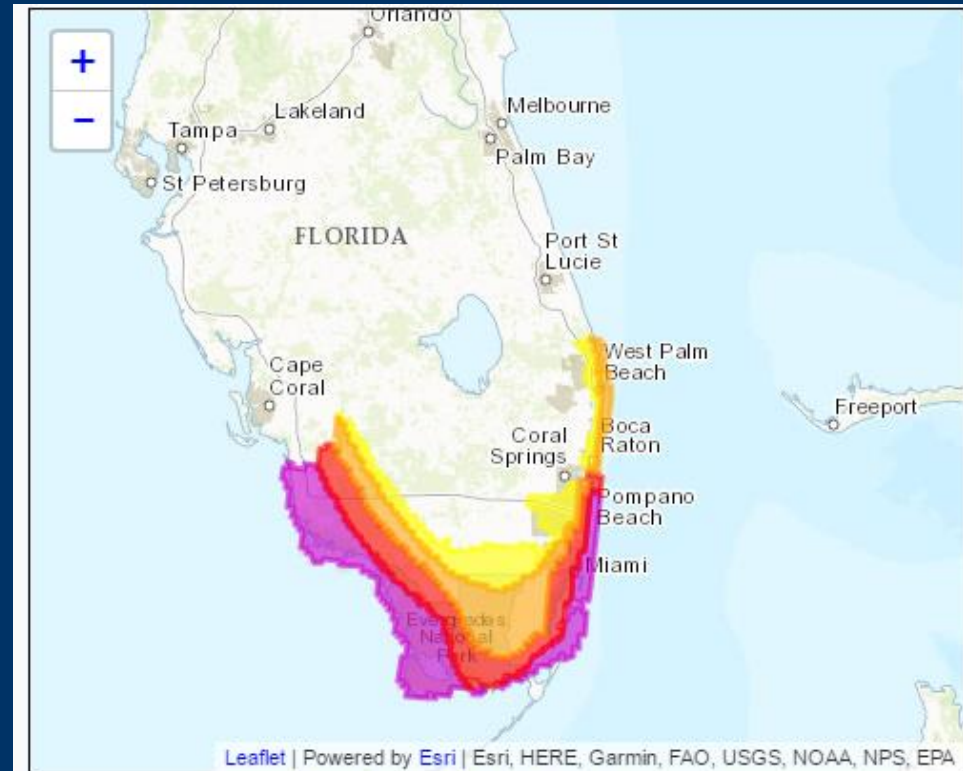 +
−
Orlando
Melbourne
Lakeland
Tampa
Palm Bay
St Petersburg
FLORIDA
Port St
Lucie
West Palm
Beach
Cape
Coral
Freeport
Boca
Raton
Coral
Springs
Pompano
Beach
Miami
Everglades
National
Park
Leaflet | Powered by Esri | Esri, HERE, Garmin, FAO, USGS, NOAA, NPS, EPA